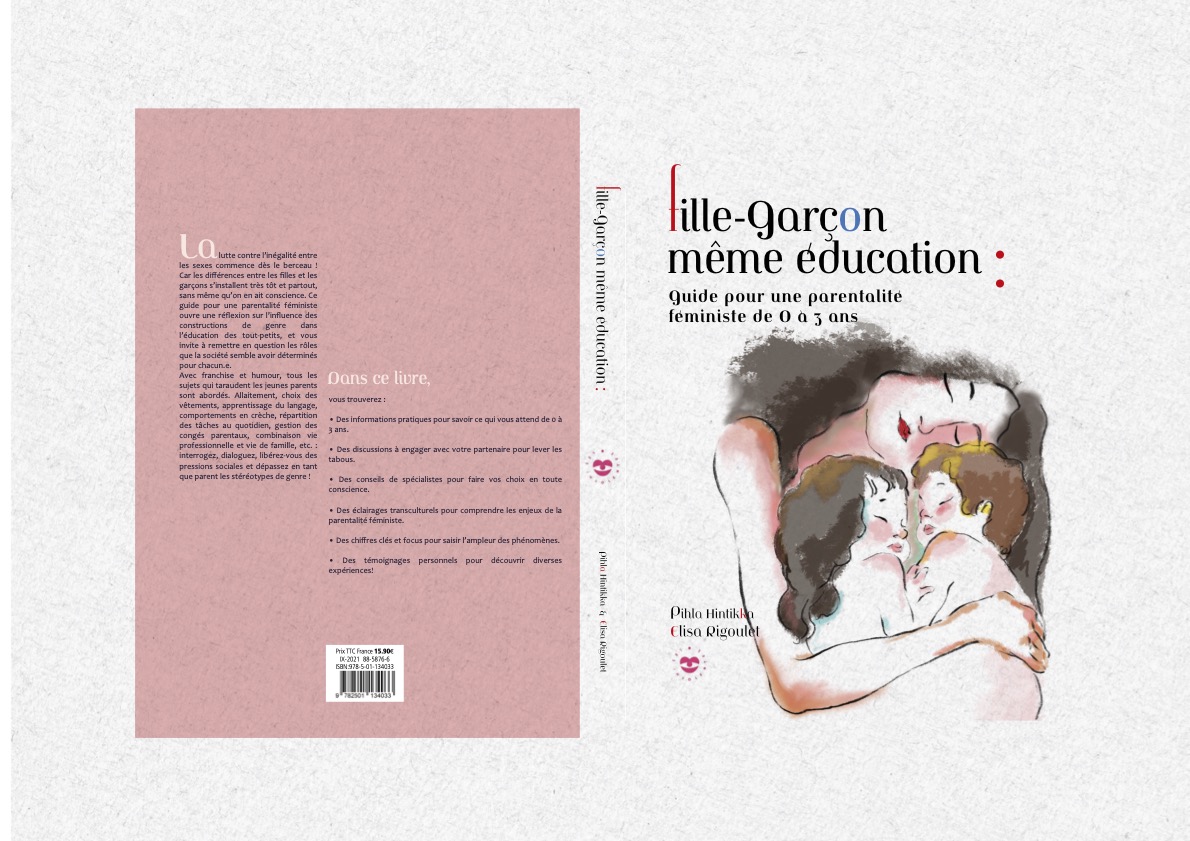 La lutte contre l'inégalité entre
les sexes commence dès le berceau !
Car les différences entre les filles et les
garçons s'installent très tôt et partout,
sans même qu'on en ait conscience. Ce
guide pour une parentalité féministe
ouvre une réflexion sur l'influence des
constructions de genre dans
l'éducation des tout-petits, et vous
invite à remettre en question les rôles
que la société semble avoir déterminés
pour chacun.e.
Avec franchise et humour, tous les
sujets qui taraudent les jeunes parents
sont abordés. Allaitement, choix des
vêtements, apprentissage du langage,
comportements en crèche, répartition
des tâches au quotidien, gestion des
congés parentaux, combinaison vie
professionnelle et vie de famille, etc. :
interrogez, dialoguez, libérez-vous des
pressions sociales et dépassez en tant
que parent les stéréotypes de genre !
Dans ce livre,
vous trouverez :
• Des informations pratiques pour savoir ce qui vous attend de 0 à
3 ans.
• Des discussions à engager avec votre partenaire pour lever les
tabous.
• Des conseils de spécialistes pour faire vos choix en toute
conscience.
• Des éclairages transculturels pour comprendre les enjeux de la
parentalité féministe.
• Des chiffres clés et focus pour saisir l'ampleur des phénomènes.
• Des témoignages personnels pour découvrir diverses
expériences!
Prix TTC France 15.90€
IX-2021 88-5876-6
ISBN:978-5-01-134033
9 782501 134033
fille-Garçon même éducation :
Pihla Hintikka & Elisa Rigoulet
fille-Garçon
même éducation :
Guide pour une parentalité
féministe de 0 à 3 ans
Pihla Hintikka
Elisa Rigoulet